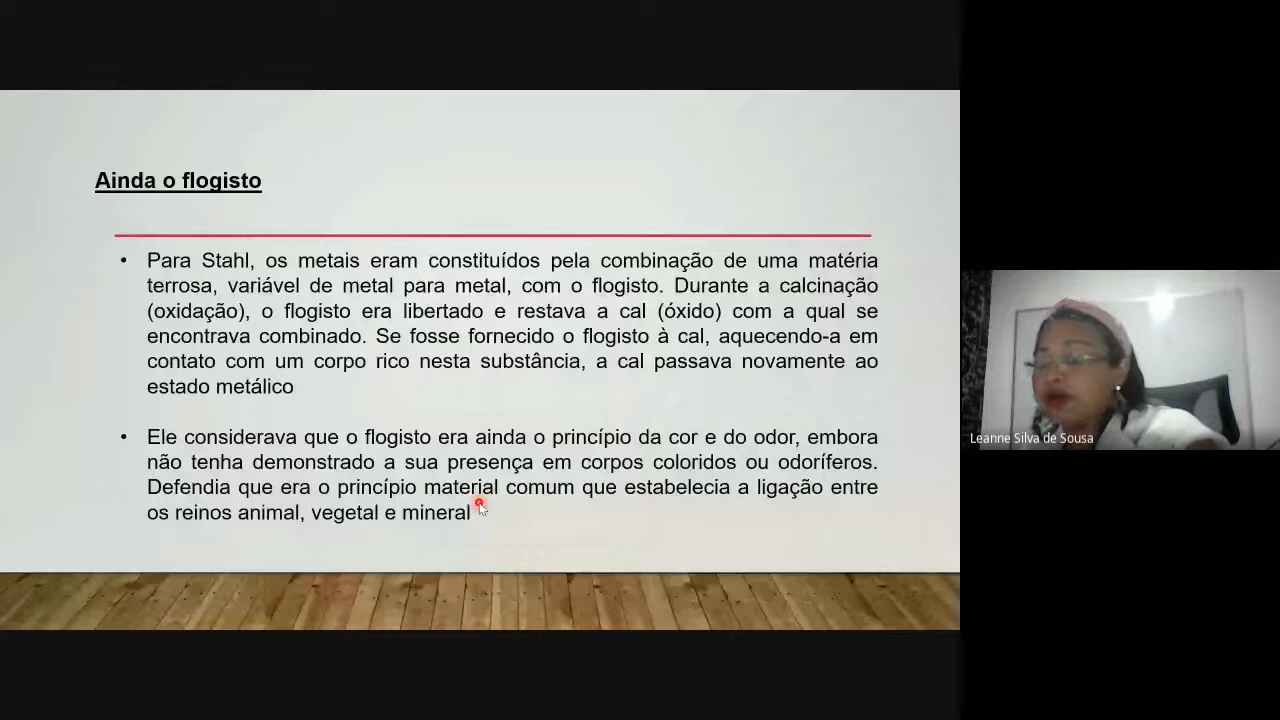 Ainda o flogisto
• Para Stahl, os metais eram constituídos pela combinação de uma matéria
terrosa, variável de metal para metal, com o flogisto. Durante a calcinação
(oxidação), o flogisto era libertado e restava a cal (óxido) com a qual se
encontrava combinado. Se fosse fornecido o flogisto à cal, aquecendo-a em
contato com um corpo rico nesta substância, a cal passava novamente ao
estado metálico
• Ele considerava que o flogisto era ainda o princípio da cor e do odor, embora
não tenha demonstrado a sua presença em corpos coloridos ou odoríferos.
Defendia que era o princípio material comum que estabelecia a ligação entre
os reinos animal, vegetal e mineral
Leanne Silva de Sousa